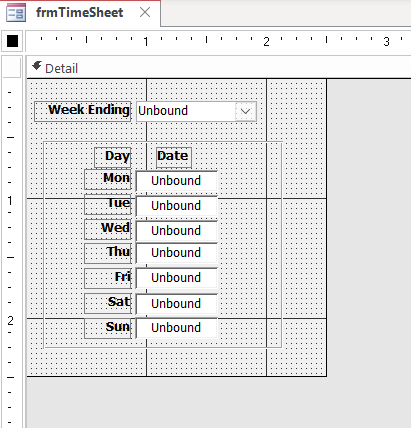 frmTimeSheet
1 2 3
Detail
Week Ending Unbound
Day Date
Mon Unbound
1
Tue Unbound
Wed Unbound
Thu Unbound
Fri Unbound
Sat Unbound
2
Sun Unbound